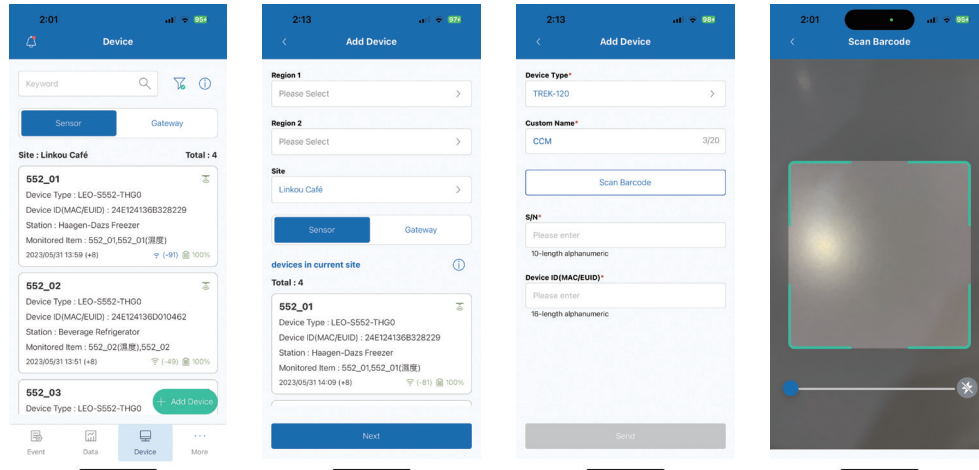 2:01
95+
Device
Keyword
Sensor
Gateway
Site : Linkou Café
Total : 4
552_01
Device Type : LEO-S552-THG0
Device ID(MAC/EUID) : 24E124136B328229
Station : Haagen-Dazs Freezer
Monitored Item : 552_01,552_01(濕度)
2023/05/31 13:59 (+8)
(-91)
100%
552_02
Device Type : LEO-S552-THG0
Device ID(MAC/EUID) : 24E124136D010462
Station : Beverage Refrigerator
Monitored Item : 552_02(濕度),552_02
2023/05/31 13:51 (+8)
(-49)
100%
552_03
Device Type : LEO-S552-THG0
+ Add Device
Event
Data
Device
More
2:13
97+
Add Device
Region 1
Please Select
Region 2
Please Select
Site
Linkou Café
Sensor
Gateway
devices in current site
Total : 4
552_01
Device Type : LEO-S552-THG0
Device ID(MAC/EUID) : 24E124136B328229
Station : Haagen-Dazs Freezer
Monitored Item : 552_01,552_01(濕度)
2023/05/31 14:09 (+8)
(-81)
100%
Next
2:13
98+
Add Device
Device Type*
TREK-120
Custom Name*
CCM
3/20
Scan Barcode
S/N*
Please enter
10-length alphanumeric
Device ID(MAC/EUID)*
Please enter
16-length alphanumeric
Send
2:01
95+
Scan Barcode